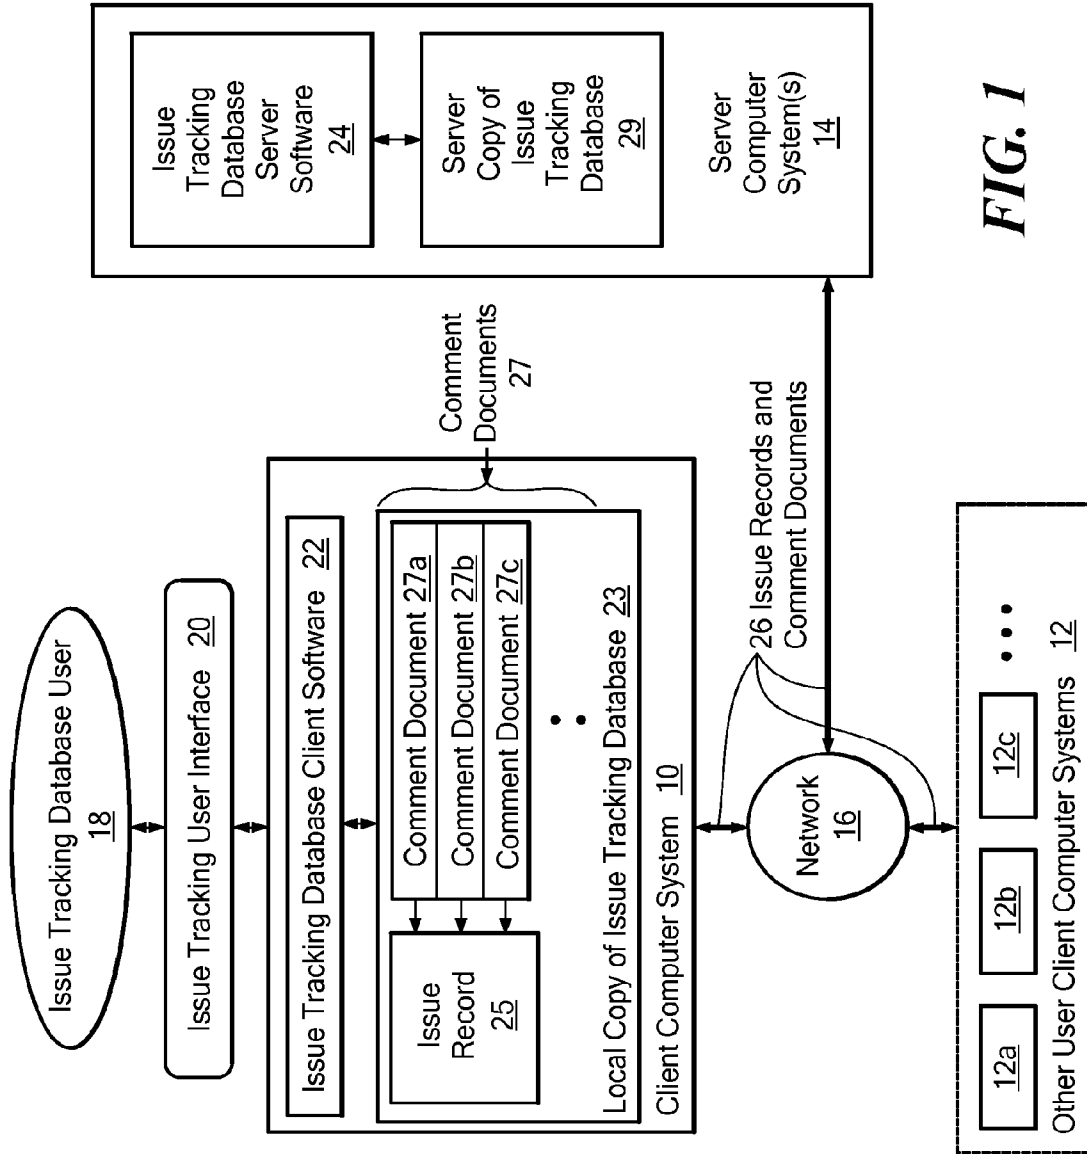 Issue Tracking Database User
18
Issue Tracking User Interface 20
Issue Tracking Database Client Software 22
Issue
Record
25
Comment Document 27a
Comment Document 27b
Comment Document 27c
Local Copy of Issue Tracking Database 23
Client Computer System 10
Comment
Documents
27
Issue
Tracking
Database
Server
Software
24
Server
Copy of
Issue
Tracking
Database
29
Server
Computer
System(s)
14
26 Issue Records and
Comment Documents
Network
16
12a
12b
12c
Other User Client Computer Systems 12
FIG. 1